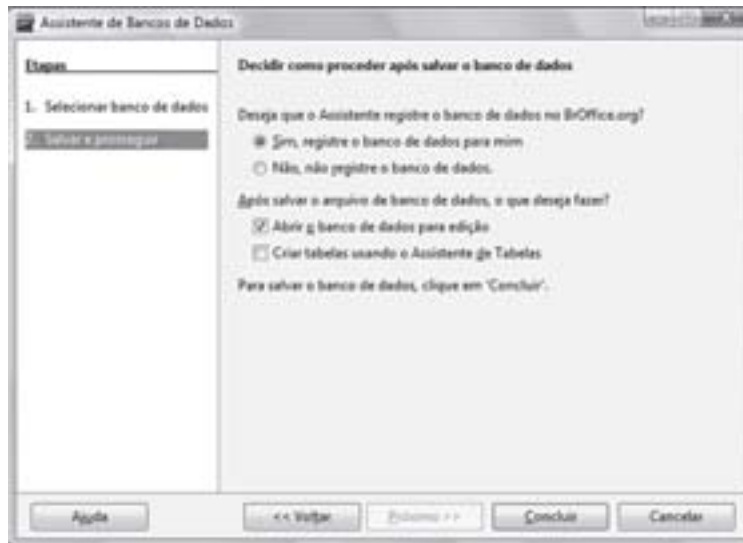 Assistente de Bancos de Dados
Etapas
1. Selecionar banco de dados
2. Salvar e prosseguir
Decidir como proceder após salvar o banco de dados
Deseja que o Assistente registre o banco de dados no BrOffice.org?
Sim, registre o banco de dados para mim
Não, não registre o banco de dados.
Após salvar o arquivo de banco de dados, o que deseja fazer?
Abrir o banco de dados para edição
Criar tabelas usando o Assistente de Tabelas
Para salvar o banco de dados, clique em 'Concluir'.
Ajuda
<< Voltar
Próximo >>
Concluir
Cancelar